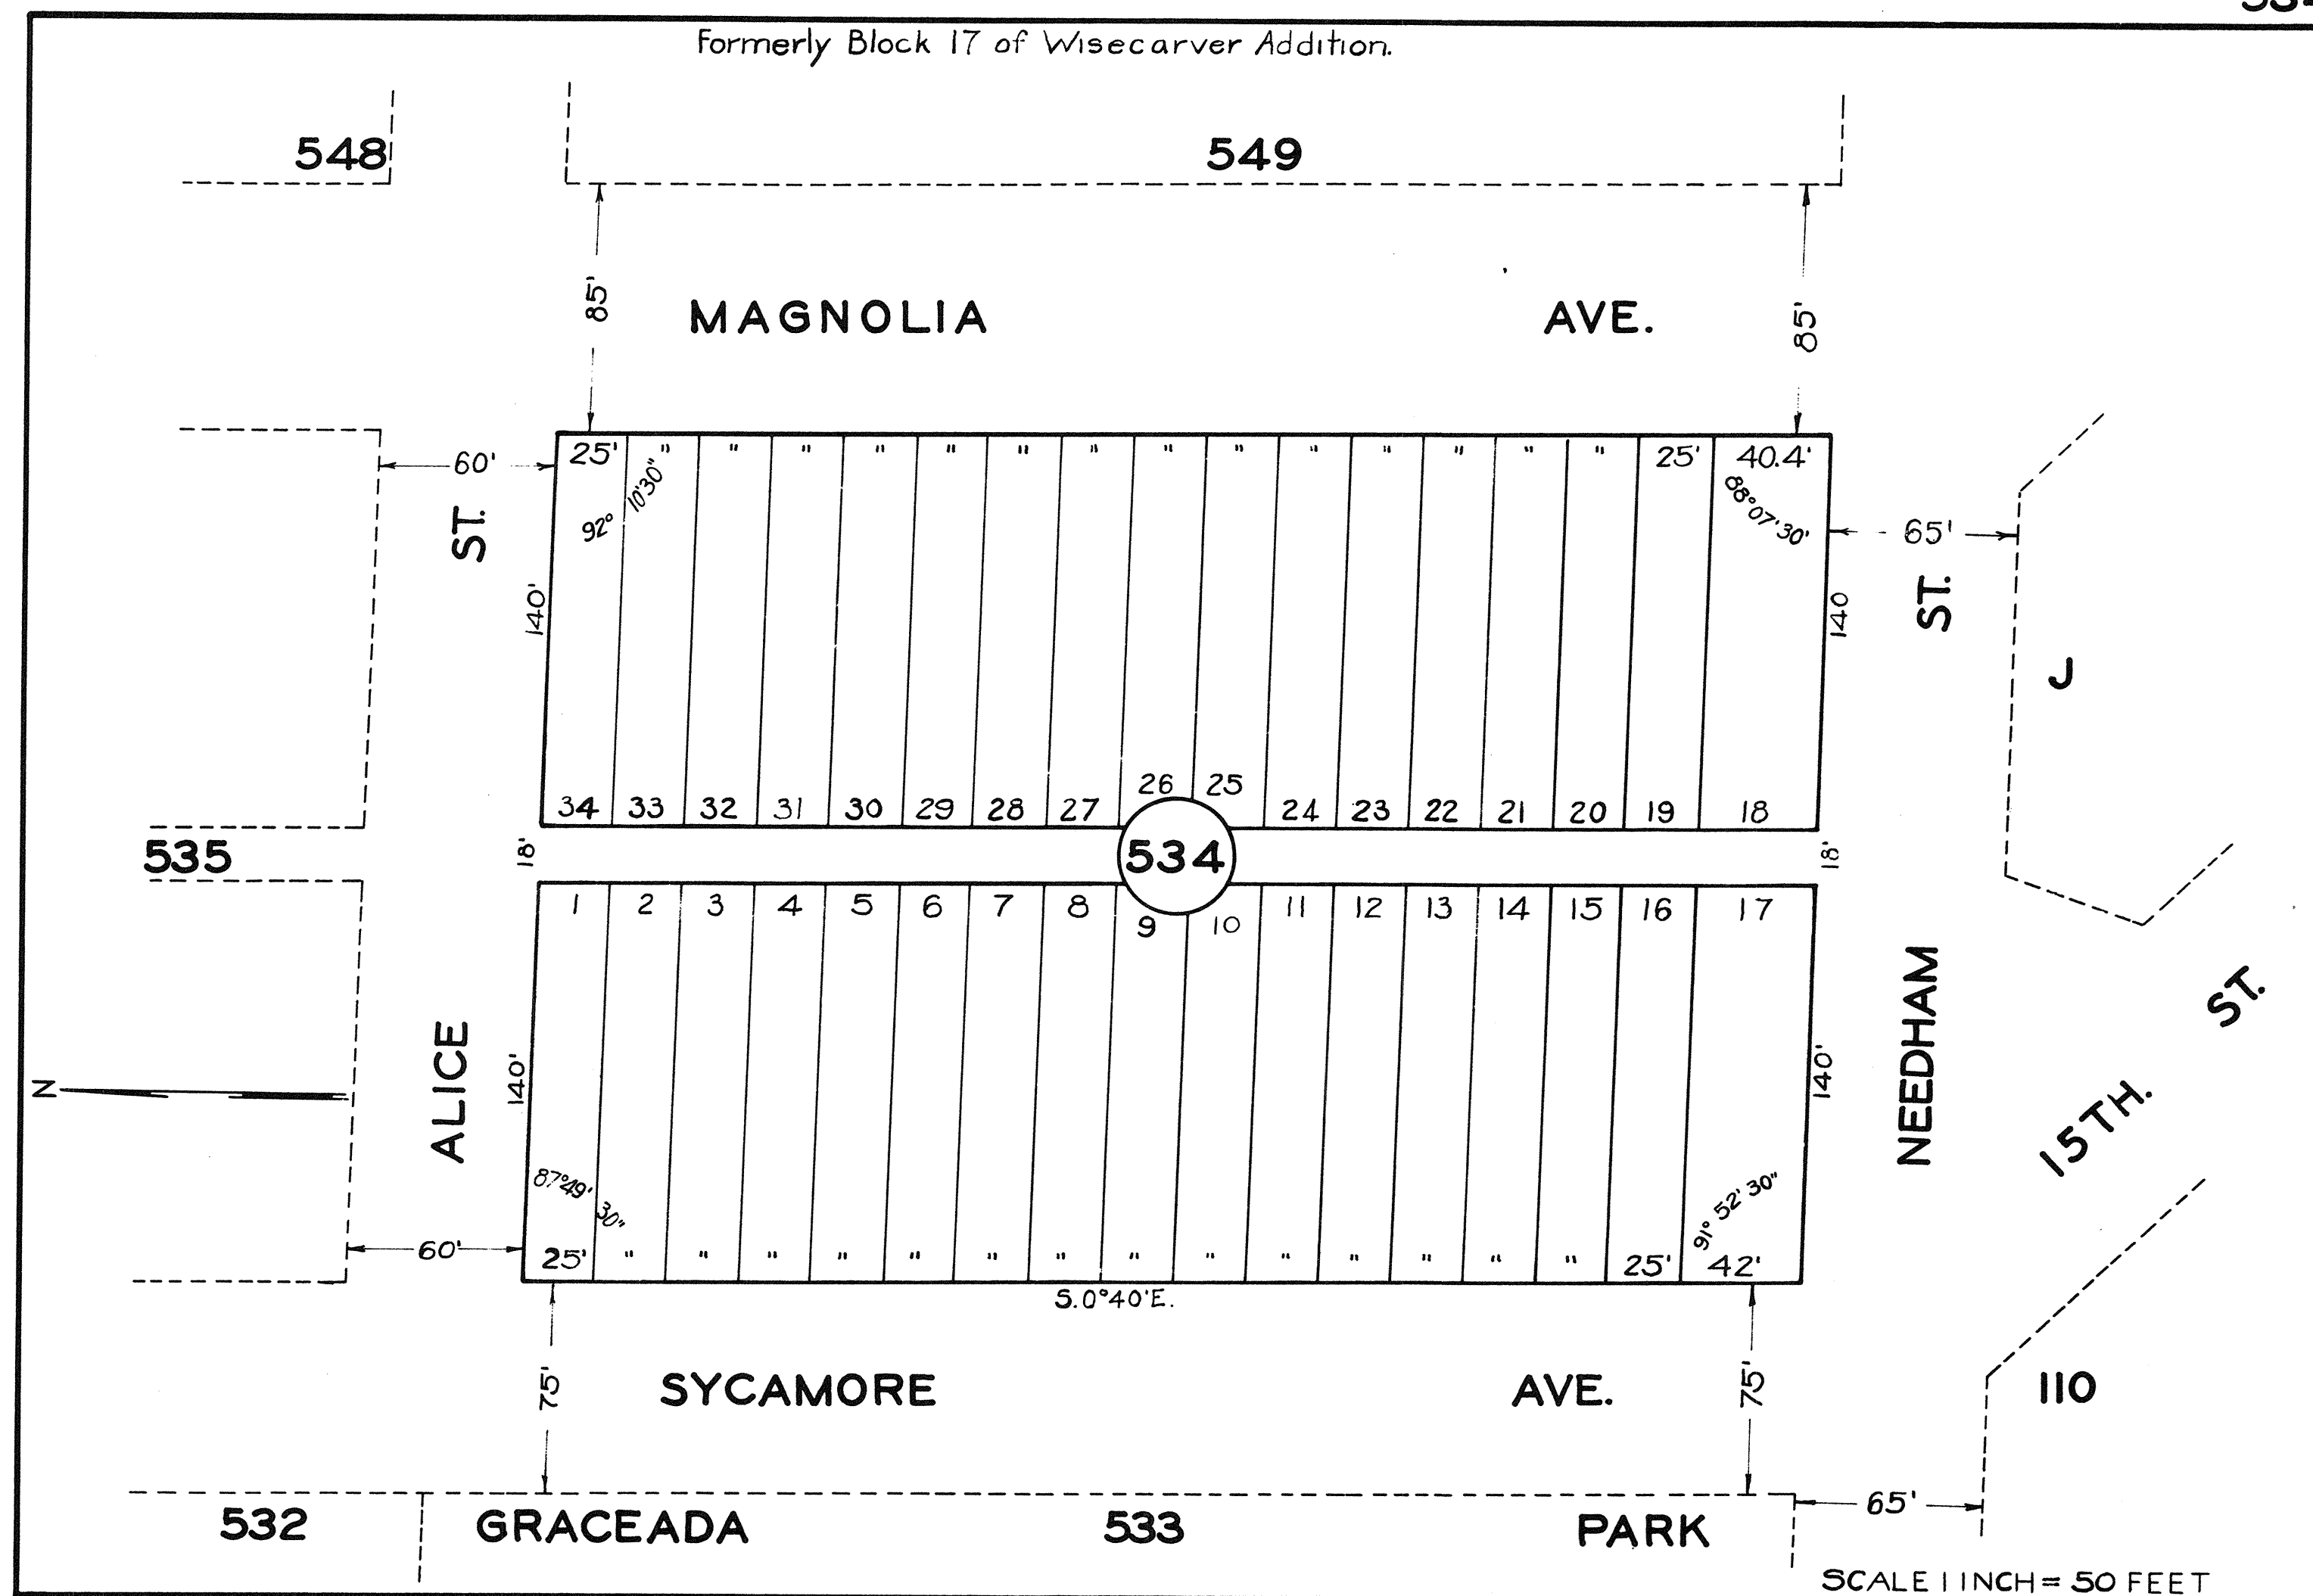 Formerly Block 17 of Wisecarver Addition.
548
549
85'
85'
MAGNOLIA AVE.
60'
25' " " " " " " " " " " " " " " 25' 40.4'
92° 10'30"
88°07'30'
65'
ST.
ST.
140'
140
J
26 25
34 33 32 31 30 29 28 27 24 23 22 21 20 19 18
535
18'
534
18'
1 2 3 4 5 6 7 8 9 10 11 12 13 14 15 16 17
ALICE
NEEDHAM
15TH. ST.
N
140'
140'
87°49' 30"
91° 52' 30"
60'
25' " " " " " " " " " " " " " " 25' 42'
S.0°40'E.
75'
75'
SYCAMORE AVE.
110
65'
532
GRACEADA 533 PARK
SCALE 1 INCH = 50 FEET